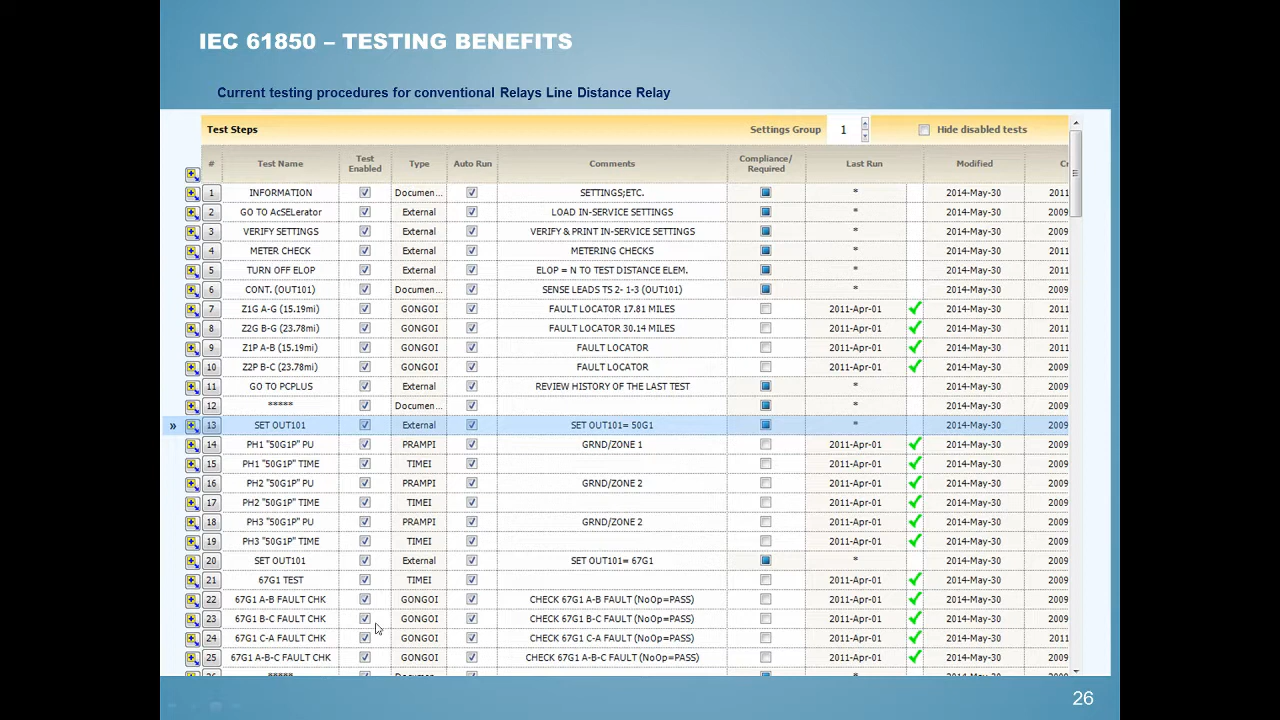 IEC 61850 – TESTING BENEFITS
Current testing procedures for conventional Relays Line Distance Relay
Test Steps Settings Group 1 Hide disabled tests
# Test Name Test Enabled Type Auto Run Comments Compliance/ Required Last Run Modified Cr
1 INFORMATION Documen... SETTINGS;ETC. * 2014-May-30 2011
2 GO TO AcSELerator External LOAD IN-SERVICE SETTINGS * 2014-May-30 2009
3 VERIFY SETTINGS External VERIFY & PRINT IN-SERVICE SETTINGS * 2014-May-30 2009
4 METER CHECK External METERING CHECKS * 2014-May-30 2011
5 TURN OFF ELOP External ELOP = N TO TEST DISTANCE ELEM. * 2014-May-30 2009
6 CONT. (OUT101) Documen... SENSE LEADS TS 2- 1-3 (OUT101) * 2014-May-30 2009
7 Z1G A-G (15.19mi) GONGOI FAULT LOCATOR 17.81 MILES 2011-Apr-01 2014-May-30 2009
8 Z2G B-G (23.78mi) GONGOI FAULT LOCATOR 30.14 MILES 2011-Apr-01 2014-May-30 2009
9 Z1P A-B (15.19mi) GONGOI FAULT LOCATOR 2011-Apr-01 2014-May-30 2009
10 Z2P B-C (23.78mi) GONGOI FAULT LOCATOR 2011-Apr-01 2014-May-30 2009
11 GO TO PCPLUS External REVIEW HISTORY OF THE LAST TEST * 2014-May-30 2009
12 ***** Documen... * 2014-May-30 2009
» 13 SET OUT101 External SET OUT101= 50G1 * 2014-May-30 2009
14 PH1 "50G1P" PU PRAMPI GRND/ZONE 1 2011-Apr-01 2014-May-30 2009
15 PH1 "50G1P" TIME TIMEI 2011-Apr-01 2014-May-30 2009
16 PH2 "50G1P" PU PRAMPI GRND/ZONE 2 2011-Apr-01 2014-May-30 2009
17 PH2 "50G1P" TIME TIMEI 2011-Apr-01 2014-May-30 2009
18 PH3 "50G1P" PU PRAMPI GRND/ZONE 2 2011-Apr-01 2014-May-30 2009
19 PH3 "50G1P" TIME TIMEI 2011-Apr-01 2014-May-30 2009
20 SET OUT101 External SET OUT101= 67G1 * 2014-May-30 2009
21 67G1 TEST TIMEI 2011-Apr-01 2014-May-30 2009
22 67G1 A-B FAULT CHK GONGOI CHECK 67G1 A-B FAULT (NoOp=PASS) 2011-Apr-01 2014-May-30 2009
23 67G1 B-C FAULT CHK GONGOI CHECK 67G1 B-C FAULT (NoOp=PASS) 2011-Apr-01 2014-May-30 2009
24 67G1 C-A FAULT CHK GONGOI CHECK 67G1 C-A FAULT (NoOp=PASS) 2011-Apr-01 2014-May-30 2009
25 67G1 A-B-C FAULT CHK GONGOI CHECK 67G1 A-B-C FAULT (NoOp=PASS) 2011-Apr-01 2014-May-30 2009
26